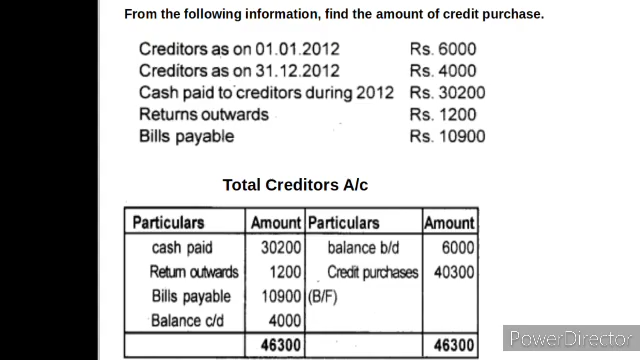 From the following information, find the amount of credit purchase.
Creditors as on 01.01.2012 Rs. 6000
Creditors as on 31.12.2012 Rs. 4000
Cash paid to creditors during 2012 Rs. 30200
Returns outwards Rs. 1200
Bills payable Rs. 10900
Total Creditors A/c
Particulars Amount Particulars Amount
cash paid 30200 balance b/d 6000
Return outwards 1200 Credit purchases 40300
Bills payable 10900 (B/F)
Balance c/d 4000
46300 46300
PowerDirector